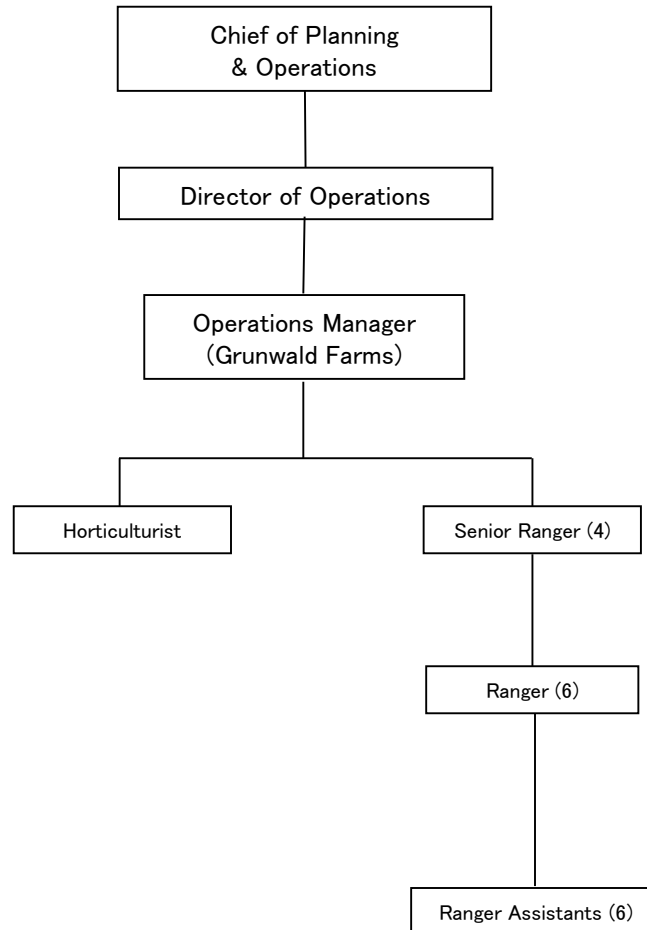 Chief of Planning
& Operations
Director of Operations
Operations Manager
(Grunwald Farms)
Horticulturist
Senior Ranger (4)
Ranger (6)
Ranger Assistants (6)